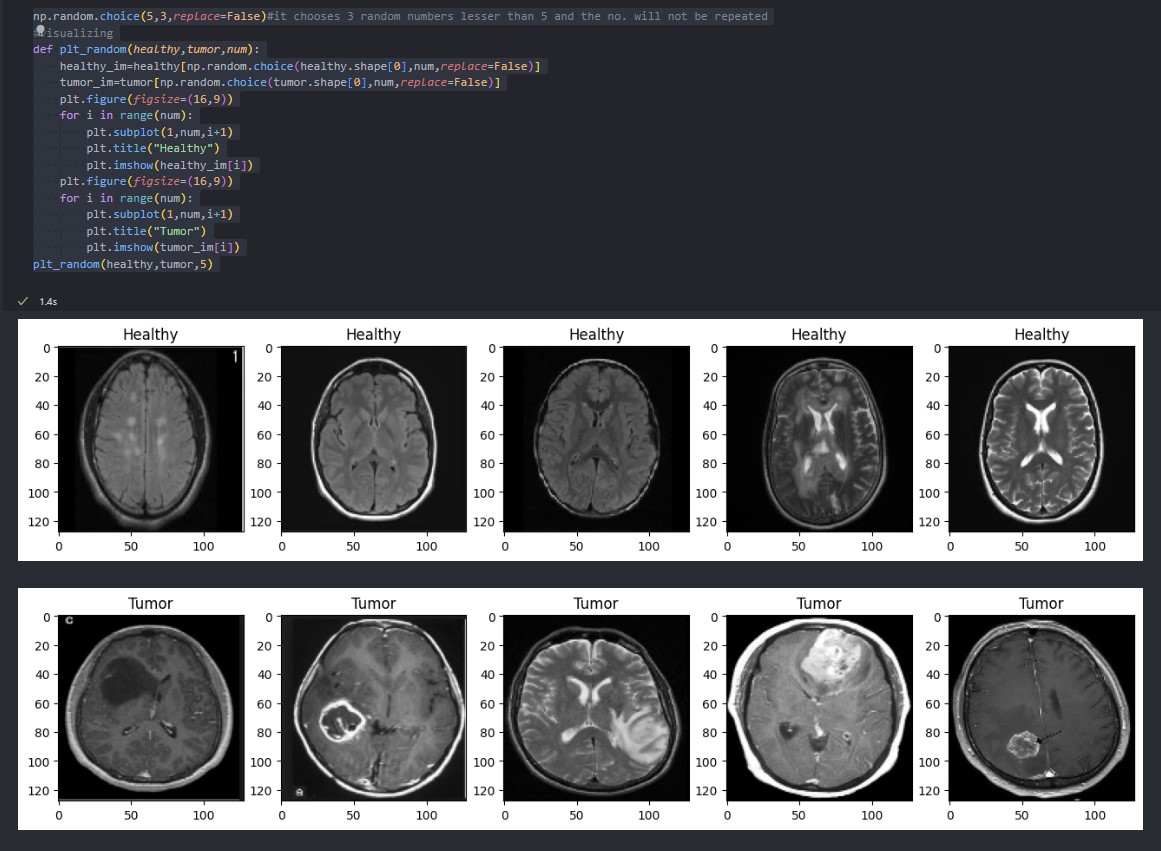 np.random.choice(5,3,replace=False)#it chooses 3 random numbers lesser than 5 and the no. will not be repeated
isualizing
def plt_random(healthy,tumor,num):
    healthy_im=healthy[np.random.choice(healthy.shape[0],num,replace=False)]
    tumor_im=tumor[np.random.choice(tumor.shape[0],num,replace=False)]
    plt.figure(figsize=(16,9))
    for i in range(num):
        plt.subplot(1,num,i+1)
        plt.title("Healthy")
        plt.imshow(healthy_im[i])
    plt.figure(figsize=(16,9))
    for i in range(num):
        plt.subplot(1,num,i+1)
        plt.title("Tumor")
        plt.imshow(tumor_im[i])
plt_random(healthy,tumor,5)
1.4s
Healthy Healthy Healthy Healthy Healthy
0 0 0 0 0
1
20 20 20 20 20
40 40 40 40 40
60 60 60 60 60
80 80 80 80 80
100 100 100 100 100
120 120 120 120 120
0 50 100 0 50 100 0 50 100 0 50 100 0 50 100
Tumor Tumor Tumor Tumor Tumor
0 0 0 0 0
C
20 20 20 20 20
40 40 40 40 40
60 60 60 60 60
80 80 80 80 80
100 100 100 100 100
120 120 120 120 120
0 50 100 0 50 100 0 50 100 0 50 100 0 50 100